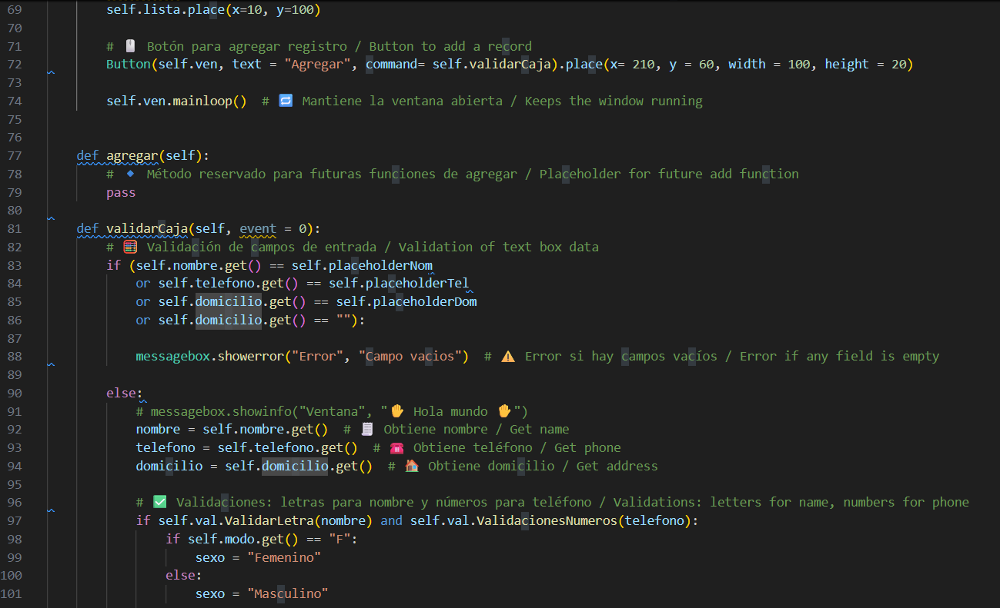 69 self.lista.place(x=10, y=100)
70
71 # 🖱️ Botón para agregar registro / Button to add a record
72 Button(self.ven, text = "Agregar", command= self.validarCaja).place(x= 210, y = 60, width = 100, height = 20)
73
74 self.ven.mainloop() # 🔁 Mantiene la ventana abierta / Keeps the window running
75
76
77 def agregar(self):
78 # 🔹 Método reservado para futuras funciones de agregar / Placeholder for future add function
79 pass
80
81 def validarCaja(self, event = 0):
82 # 🧮 Validación de campos de entrada / Validation of text box data
83 if (self.nombre.get() == self.placeholderNom
84 or self.telefono.get() == self.placeholderTel
85 or self.domicilio.get() == self.placeholderDom
86 or self.domicilio.get() == ""):
87
88 messagebox.showerror("Error", "Campo vacios") # ⚠️ Error si hay campos vacíos / Error if any field is empty
89
90 else:
91 # messagebox.showinfo("Ventana", "✋ Hola mundo ✋")
92 nombre = self.nombre.get() # 🧾 Obtiene nombre / Get name
93 telefono = self.telefono.get() # ☎️ Obtiene teléfono / Get phone
94 domicilio = self.domicilio.get() # 🏠 Obtiene domicilio / Get address
95
96 # ✅ Validaciones: letras para nombre y números para teléfono / Validations: letters for name, numbers for phone
97 if self.val.ValidarLetra(nombre) and self.val.ValidacionesNumeros(telefono):
98 if self.modo.get() == "F":
99 sexo = "Femenino"
100 else:
101 sexo = "Masculino"